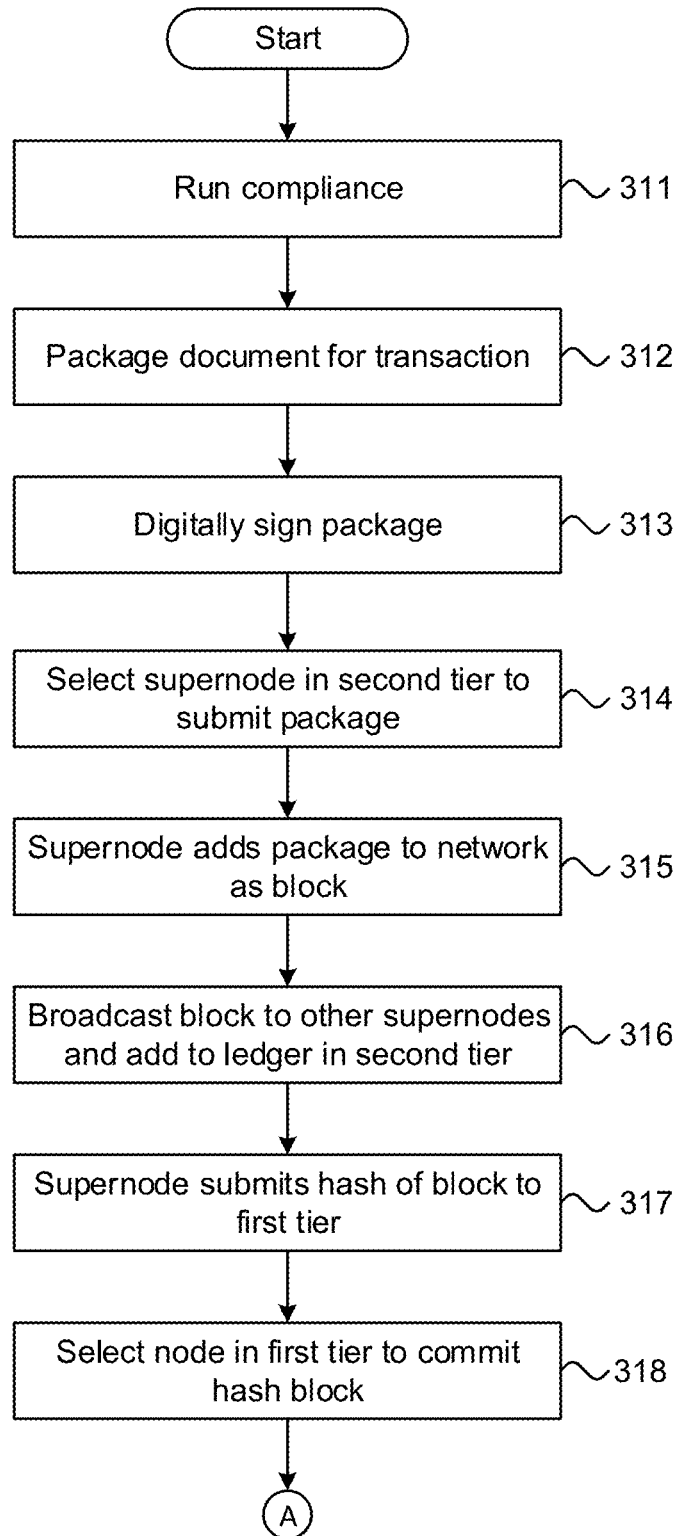 Start
Run compliance
311
Package document for transaction
312
Digitally sign package
313
Select supernode in second tier to
submit package
314
Supernode adds package to network
as block
315
Broadcast block to other supernodes
and add to ledger in second tier
316
Supernode submits hash of block to
first tier
317
Select node in first tier to commit
hash block
318
A